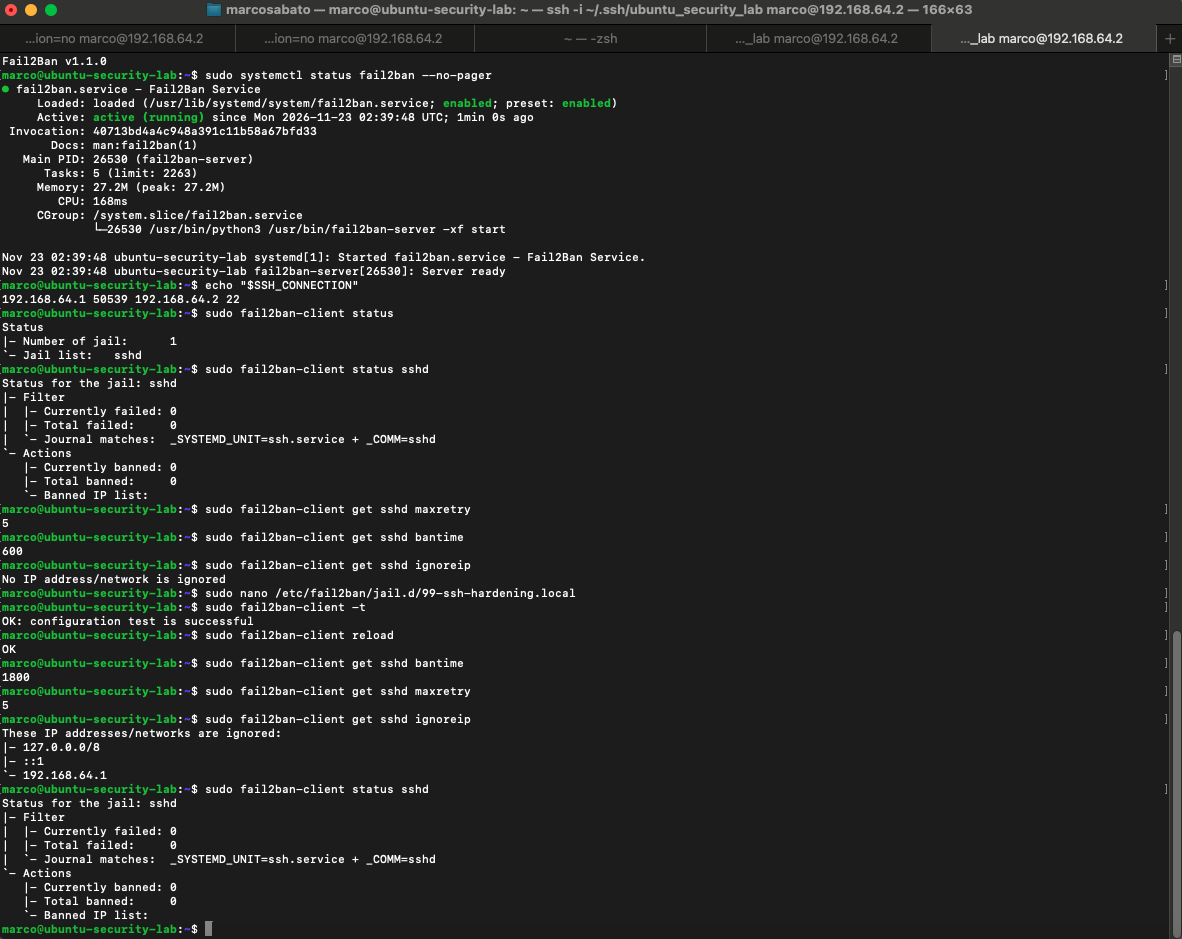 marcosabato — marco@ubuntu-security-lab: ~ — ssh -i ~/.ssh/ubuntu_security_lab marco@192.168.64.2 — 166×63
...ion=no marco@192.168.64.2 ...ion=no marco@192.168.64.2 ~ — -zsh ..._lab marco@192.168.64.2 ..._lab marco@192.168.64.2 +
Fail2Ban v1.1.0
[marco@ubuntu-security-lab:~$ sudo systemctl status fail2ban --no-pager ]
● fail2ban.service - Fail2Ban Service
     Loaded: loaded (/usr/lib/systemd/system/fail2ban.service; enabled; preset: enabled)
     Active: active (running) since Mon 2026-11-23 02:39:48 UTC; 1min 0s ago
 Invocation: 40713bd4a4c948a391c11b58a67bfd33
       Docs: man:fail2ban(1)
   Main PID: 26530 (fail2ban-server)
      Tasks: 5 (limit: 2263)
     Memory: 27.2M (peak: 27.2M)
        CPU: 168ms
     CGroup: /system.slice/fail2ban.service
             └─26530 /usr/bin/python3 /usr/bin/fail2ban-server -xf start
Nov 23 02:39:48 ubuntu-security-lab systemd[1]: Started fail2ban.service - Fail2Ban Service.
Nov 23 02:39:48 ubuntu-security-lab fail2ban-server[26530]: Server ready
[marco@ubuntu-security-lab:~$ echo "$SSH_CONNECTION" ]
192.168.64.1 50539 192.168.64.2 22
[marco@ubuntu-security-lab:~$ sudo fail2ban-client status ]
Status
|- Number of jail:      1
`- Jail list:   sshd
[marco@ubuntu-security-lab:~$ sudo fail2ban-client status sshd ]
Status for the jail: sshd
|- Filter
|  |- Currently failed: 0
|  |- Total failed:     0
|  `- Journal matches:  _SYSTEMD_UNIT=ssh.service + _COMM=sshd
`- Actions
   |- Currently banned: 0
   |- Total banned:     0
   `- Banned IP list:
[marco@ubuntu-security-lab:~$ sudo fail2ban-client get sshd maxretry ]
5
[marco@ubuntu-security-lab:~$ sudo fail2ban-client get sshd bantime ]
600
[marco@ubuntu-security-lab:~$ sudo fail2ban-client get sshd ignoreip ]
No IP address/network is ignored
[marco@ubuntu-security-lab:~$ sudo nano /etc/fail2ban/jail.d/99-ssh-hardening.local ]
[marco@ubuntu-security-lab:~$ sudo fail2ban-client -t ]
OK: configuration test is successful
[marco@ubuntu-security-lab:~$ sudo fail2ban-client reload ]
OK
[marco@ubuntu-security-lab:~$ sudo fail2ban-client get sshd bantime ]
1800
[marco@ubuntu-security-lab:~$ sudo fail2ban-client get sshd maxretry ]
5
[marco@ubuntu-security-lab:~$ sudo fail2ban-client get sshd ignoreip ]
These IP addresses/networks are ignored:
|- 127.0.0.0/8
|- ::1
`- 192.168.64.1
[marco@ubuntu-security-lab:~$ sudo fail2ban-client status sshd ]
Status for the jail: sshd
|- Filter
|  |- Currently failed: 0
|  |- Total failed:     0
|  `- Journal matches:  _SYSTEMD_UNIT=ssh.service + _COMM=sshd
`- Actions
   |- Currently banned: 0
   |- Total banned:     0
   `- Banned IP list:
marco@ubuntu-security-lab:~$